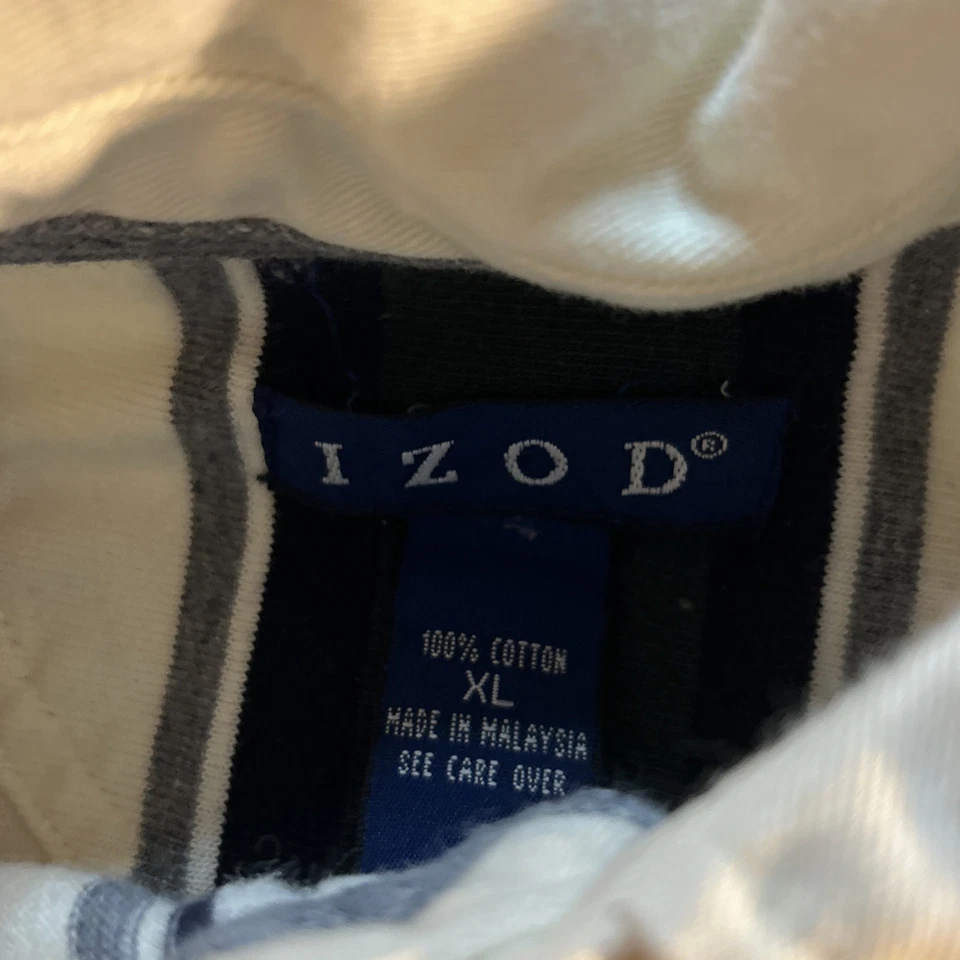 IZOD®
100% COTTON
XL
MADE IN MALAYSIA
SEE CARE OVER